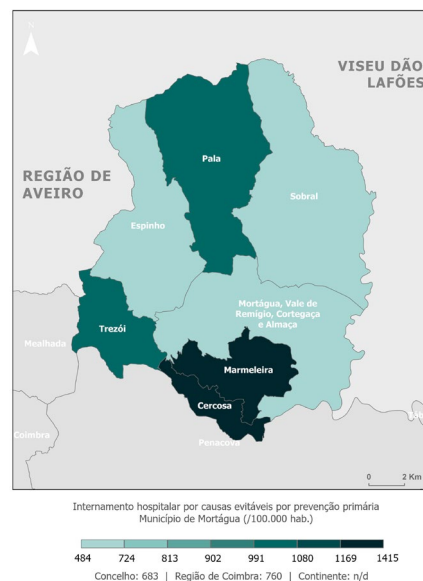 N
VISEU DÃO
LAFÕES
Pala
REGIÃO DE
AVEIRO
Sobral
Espinho
Mortágua, Vale de
Remígio, Cortegaça
e Almaça
Trezói
Mealhada
Marmeleira
Cercosa
Coimbra
Penacova
0 2 Km
Internamento hospitalar por causas evitáveis por prevenção primária
Município de Mortágua (/100.000 hab.)
484 724 813 902 991 1080 1169 1415
Concelho: 683 | Região de Coimbra: 760 | Continente: n/d